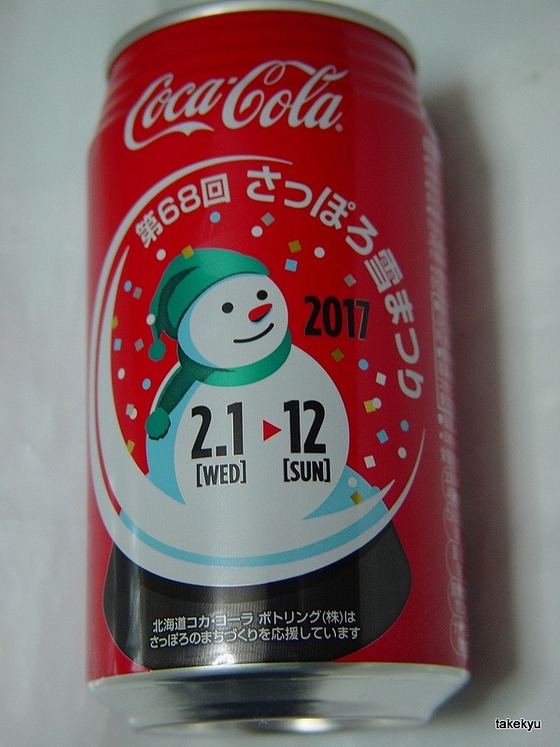 Coca-Cola
第68回 さっぽろ雪まつり
2017
2.1 ▶ 12
[WED] [SUN]
北海道コカ・コーラ ボトリング(株)は
さっぽろのまちづくりを応援しています
takekyu